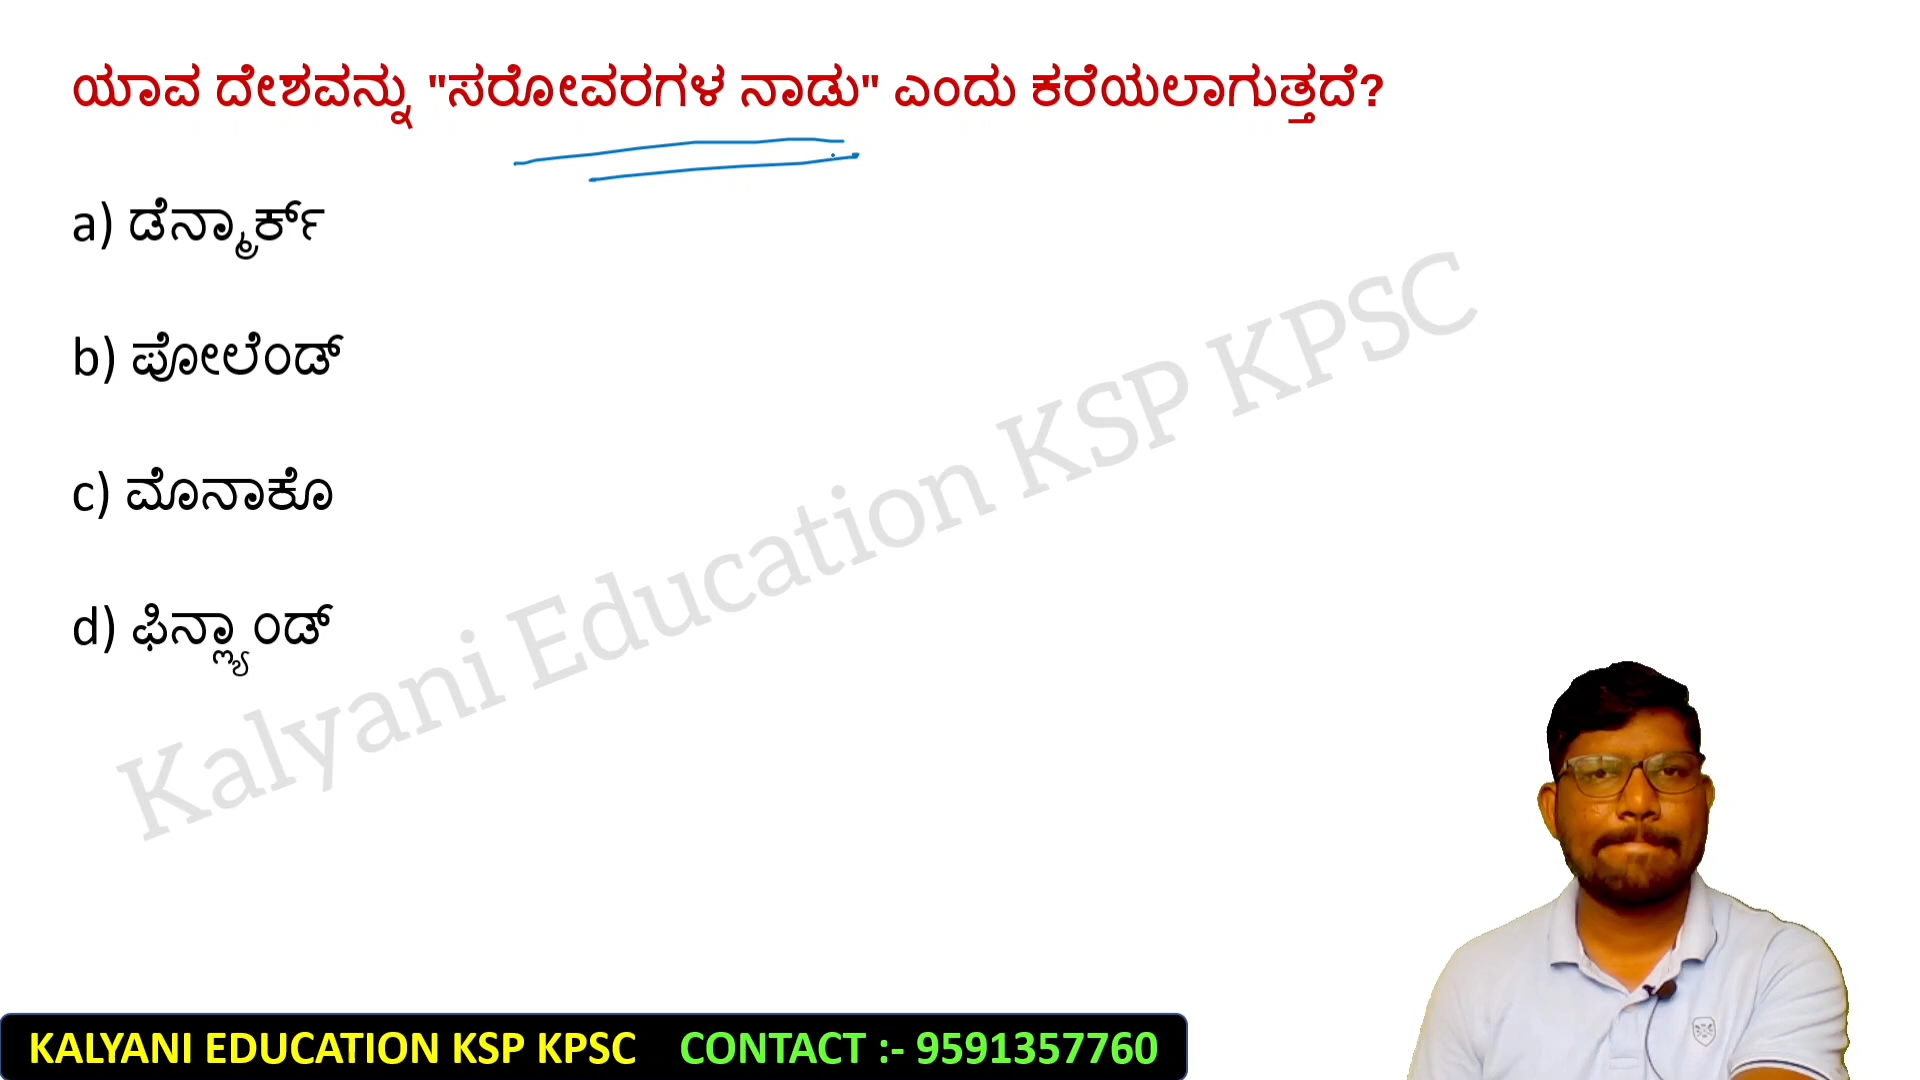 ಯಾವ ದೇಶವನ್ನು "ಸರೋವರಗಳ ನಾಡು" ಎಂದು ಕರೆಯಲಾಗುತ್ತದೆ?
a) ಡೆನ್ಮಾರ್ಕ್
b) ಪೋಲೆಂಡ್
c) ಮೊನಾಕೊ
d) ಫಿನ್ಲ್ಯಾಂಡ್
Kalyani Education KSP KPSC
KALYANI EDUCATION KSP KPSC CONTACT :- 9591357760